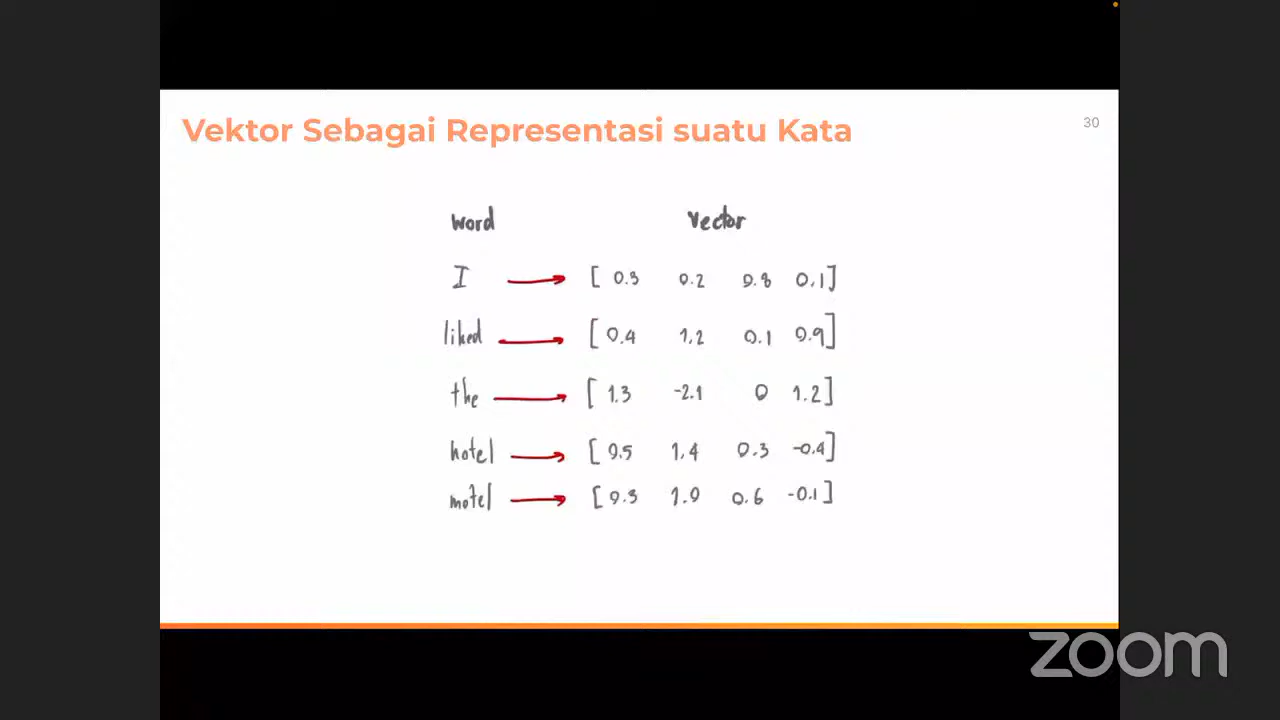 Vektor Sebagai Representasi suatu Kata
30
word vector
I [ 0.3 0.2 0.8 0.1 ]
liked [ 0.4 1.2 0.1 0.9 ]
the [ 1.3 -2.1 0 1.2 ]
hotel [ 0.5 1.4 0.3 -0.4 ]
motel [ 0.3 1.0 0.6 -0.1 ]
zoom